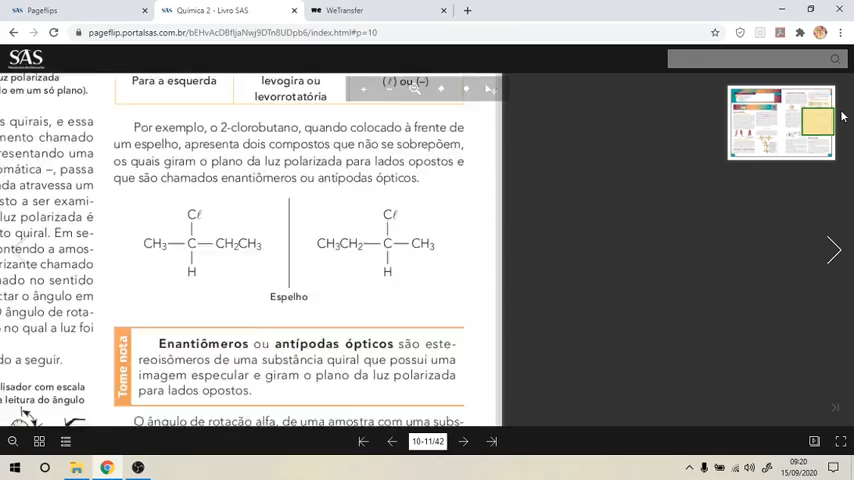 Pageflips
Química 2 - Livro SAS
WeTransfer
pageflip.portalsas.com.br/bEHvAcDBfIjaNwj9DTn8UDpb6/index.html#p=10
SAS
luz polarizada
o em um só plano).
s quirais, e essa
mento chamado
presentando uma
omática –, passa
ada atravessa um
sto a ser exami-
luz polarizada é
to quiral. Em se-
ontendo a amos-
rizante chamado
nado no sentido
ctar o ângulo em
O ângulo de rota-
no qual a luz foi
do a seguir.
lisador com escala
a leitura do ângulo
Para a esquerda
levogira ou
levorrotatória
(ℓ) ou (–)
Por exemplo, o 2-clorobutano, quando colocado à frente de
um espelho, apresenta dois compostos que não se sobrepõem,
os quais giram o plano da luz polarizada para lados opostos e
que são chamados enantiômeros ou antípodas ópticos.
Cℓ
CH₃—C—CH₂CH₃
H
Cℓ
CH₃CH₂—C—CH₃
H
Espelho
Tome nota
Enantiômeros ou antípodas ópticos são este-
reoisômeros de uma substância quiral que possui uma
imagem especular e giram o plano da luz polarizada
para lados opostos.
O ângulo de rotação alfa, de uma amostra com uma subs-
10-11/42
09:20
15/09/2020